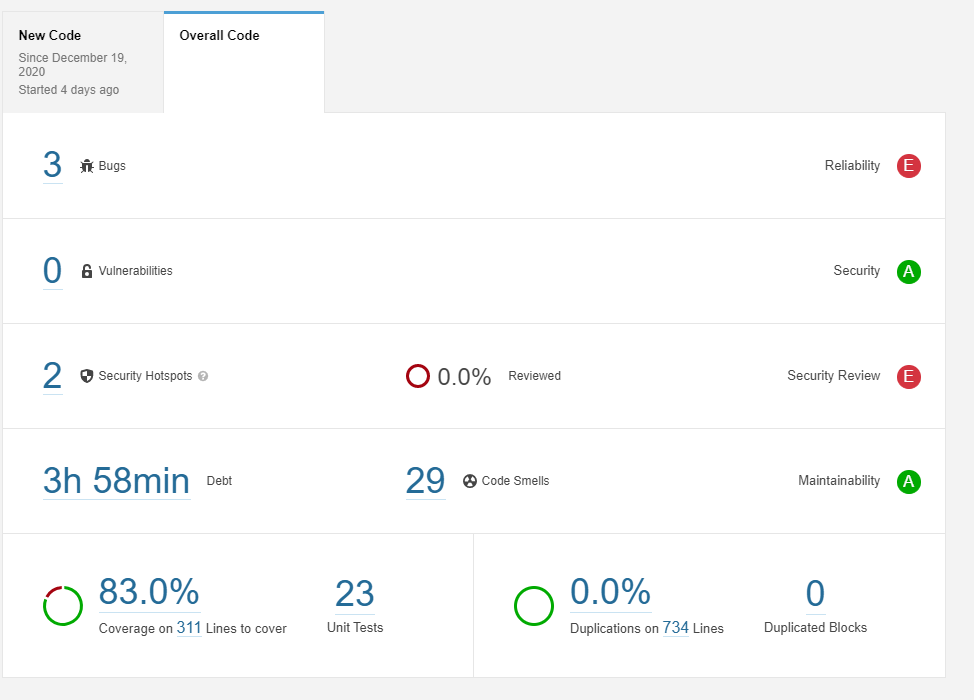 New Code
Since December 19,
2020
Started 4 days ago
Overall Code
3 Bugs
Reliability E
0 Vulnerabilities
Security A
2 Security Hotspots ?
0.0% Reviewed
Security Review E
3h 58min Debt
29 Code Smells
Maintainability A
83.0%
Coverage on 311 Lines to cover
23
Unit Tests
0.0%
Duplications on 734 Lines
0
Duplicated Blocks